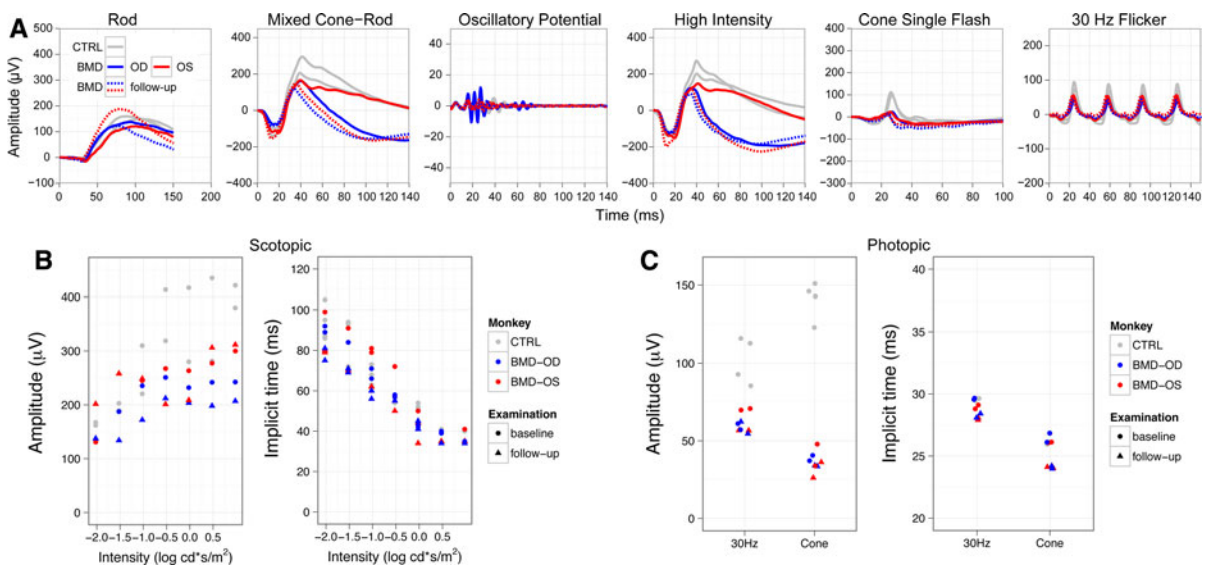 A
Rod
Mixed Cone−Rod
Oscillatory Potential
High Intensity
Cone Single Flash
30 Hz Flicker
Amplitude (μV)
500
400
300
200
100
0
−100
CTRL
BMD OD OS
BMD follow−up
0 50 100 150 200
400
200
0
−200
−400
0 20 40 60 80 100 140
50
40
20
0
−20
−40
0 20 40 60 80 100 140
400
200
0
−200
−400
0 20 40 60 80 100 140
400
300
200
100
0
−100
−200
−300
0 20 40 60 80 100
200
100
0
−100
−200
0 20 40 60 80 100 140
Time (ms)
B
Scotopic
Amplitude (μV)
400
300
200
100
0
−2.0 −1.5 −1.0 −0.5 0.0 0.5
Intensity (log cd*s/m²)
Implicit time (ms)
120
100
80
60
40
20
0
−2.0 −1.5 −1.0 −0.5 0.0 0.5
Intensity (log cd*s/m²)
Monkey
CTRL
BMD−OD
BMD−OS
Examination
baseline
follow−up
C
Photopic
Amplitude (μV)
150
100
50
0
30Hz Cone
Implicit time (ms)
40
35
30
25
20
30Hz Cone
Monkey
CTRL
BMD−OD
BMD−OS
Examination
baseline
follow−up